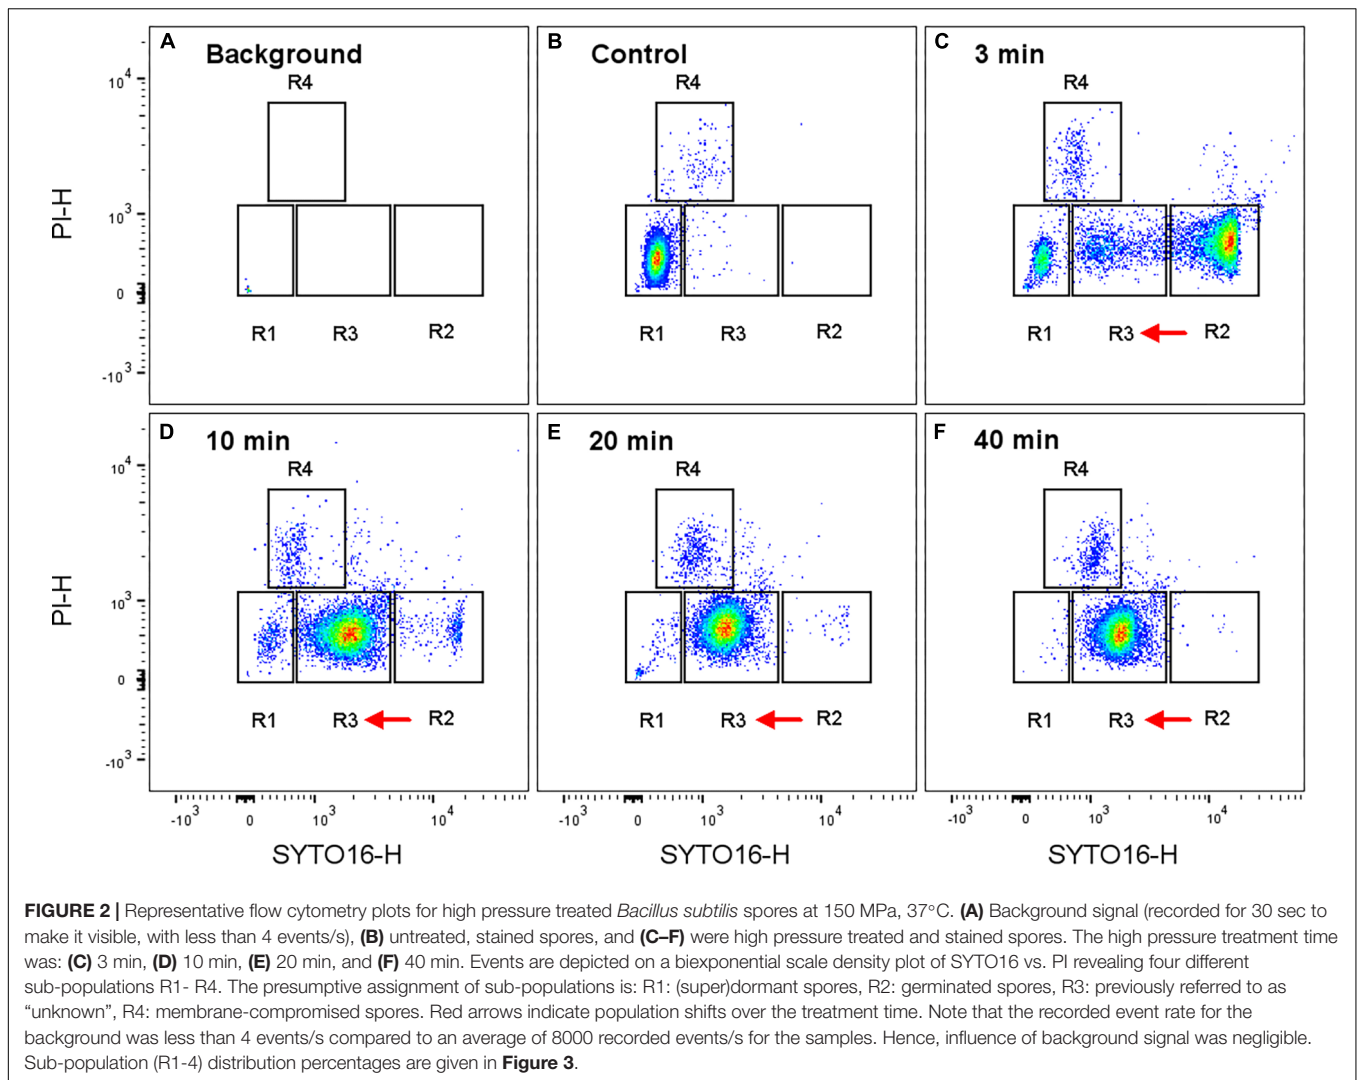 A
Background
R4
R1
R3
R2
B
Control
R4
R1
R3
R2
C
3 min
R4
R1
R3
R2
PI-H
10^4
10^3
0
-10^3
D
10 min
R4
R1
R3
R2
E
20 min
R4
R1
R3
R2
F
40 min
R4
R1
R3
R2
PI-H
10^4
10^3
0
-10^3
-10^3 0 10^3 10^4
-10^3 0 10^3 10^4
-10^3 0 10^3 10^4
SYTO16-H
SYTO16-H
SYTO16-H
FIGURE 2 | Representative flow cytometry plots for high pressure treated Bacillus subtilis spores at 150 MPa, 37°C. (A) Background signal (recorded for 30 sec to
make it visible, with less than 4 events/s), (B) untreated, stained spores, and (C–F) were high pressure treated and stained spores. The high pressure treatment time
was: (C) 3 min, (D) 10 min, (E) 20 min, and (F) 40 min. Events are depicted on a biexponential scale density plot of SYTO16 vs. PI revealing four different
sub-populations R1- R4. The presumptive assignment of sub-populations is: R1: (super)dormant spores, R2: germinated spores, R3: previously referred to as
“unknown”, R4: membrane-compromised spores. Red arrows indicate population shifts over the treatment time. Note that the recorded event rate for the
background was less than 4 events/s compared to an average of 8000 recorded events/s for the samples. Hence, influence of background signal was negligible.
Sub-population (R1-4) distribution percentages are given in Figure 3.